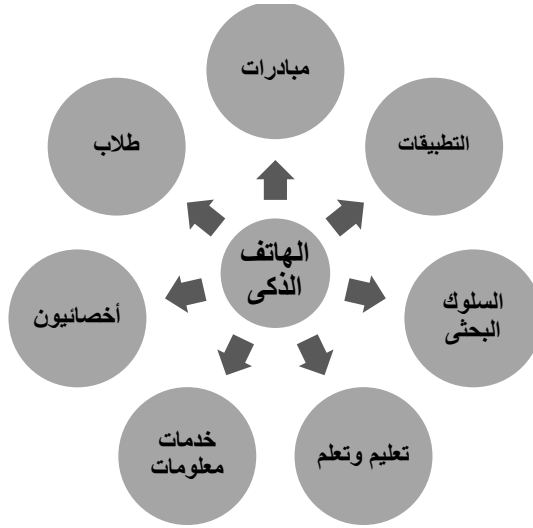 مبادرات
التطبيقات
طلاب
الهاتف
الذكى
السلوك
البحثى
أخصائيون
تعليم وتعلم
خدمات
معلومات